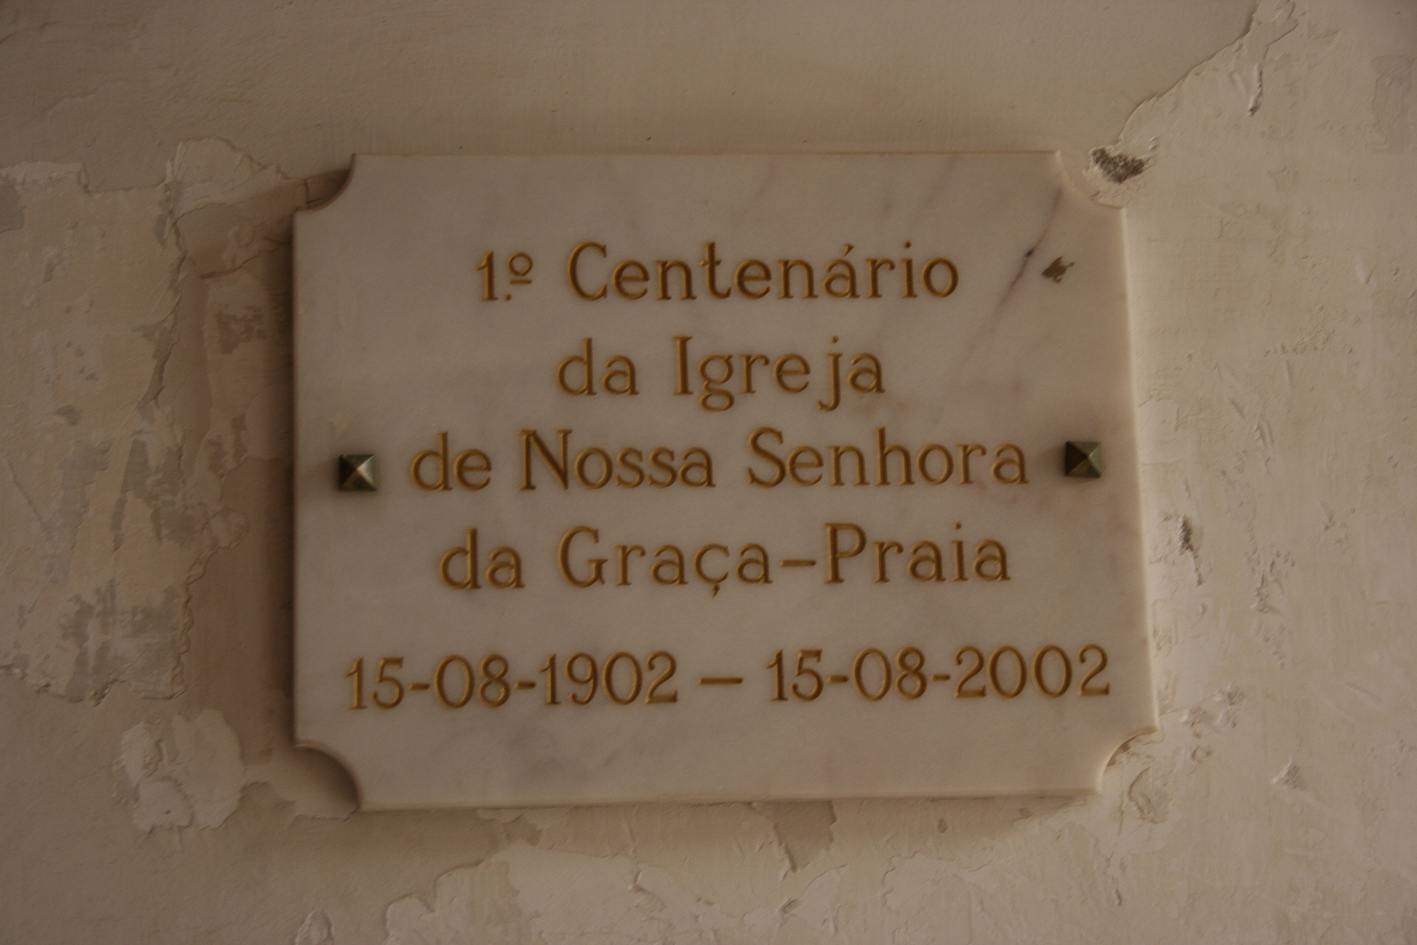 1.º Centenário
da Igreja
de Nossa Senhora
da Graça-Praia
15-08-1902 – 15-08-2002